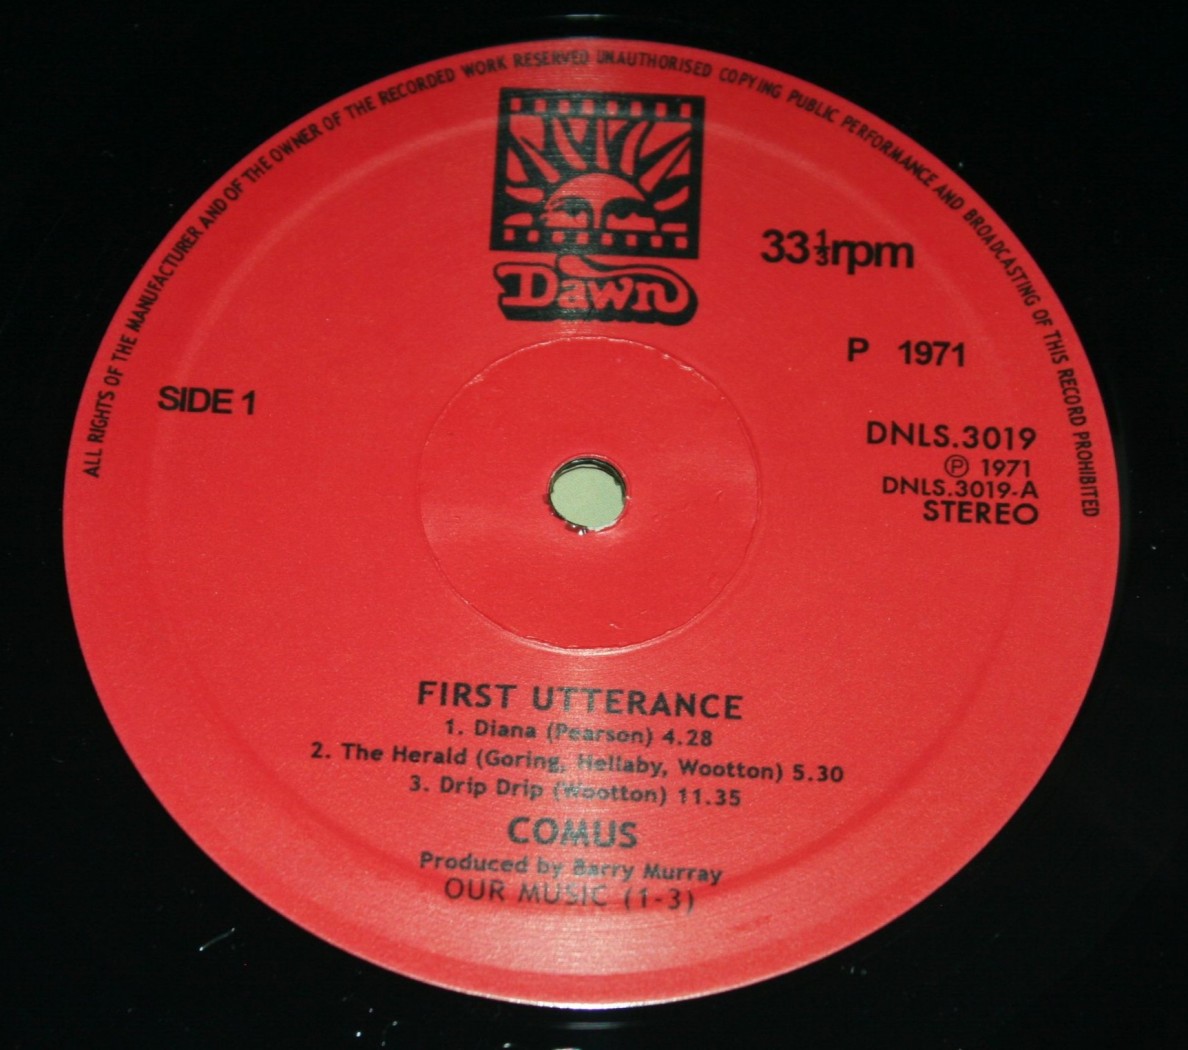 ALL RIGHTS OF THE MANUFACTURER AND OF THE OWNER OF THE RECORDED WORK RESERVED UNAUTHORISED COPYING PUBLIC PERFORMANCE AND BROADCASTING OF THIS RECORD PROHIBITED
Dawn
33⅓rpm
P 1971
SIDE 1
DNLS.3019
Ⓟ 1971
DNLS.3019-A
STEREO
FIRST UTTERANCE
1. Diana (Pearson) 4.28
2. The Herald (Goring, Hellaby, Wootton) 5.30
3. Drip Drip (Wootton) 11.35
COMUS
Produced by Barry Murray
OUR MUSIC (1-3)